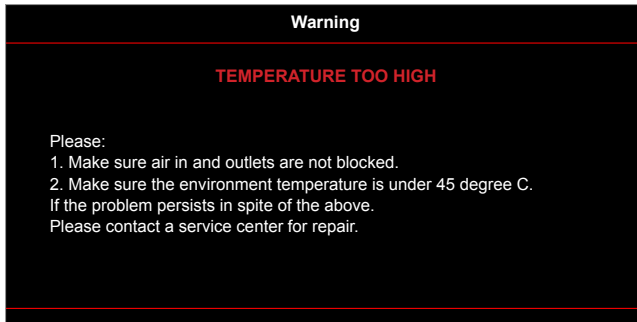 Warning
TEMPERATURE TOO HIGH
Please:
1. Make sure air in and outlets are not blocked.
2. Make sure the environment temperature is under 45 degree C.
If the problem persists in spite of the above.
Please contact a service center for repair.